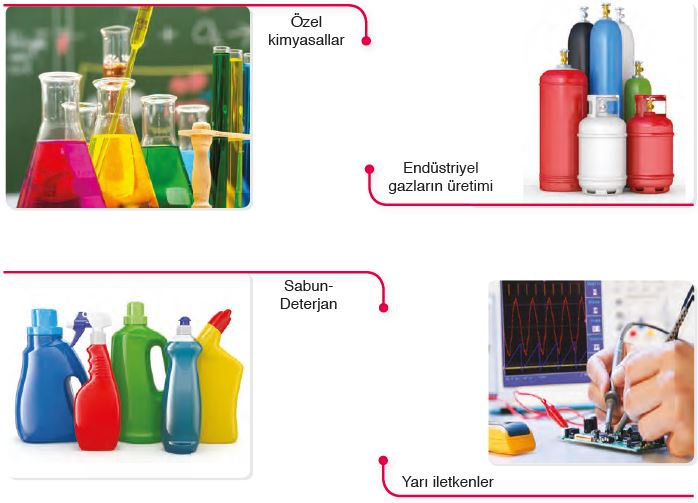 Özel
kimyasallar
Endüstriyel
gazların üretimi
Sabun-
Deterjan
Yarı iletkenler